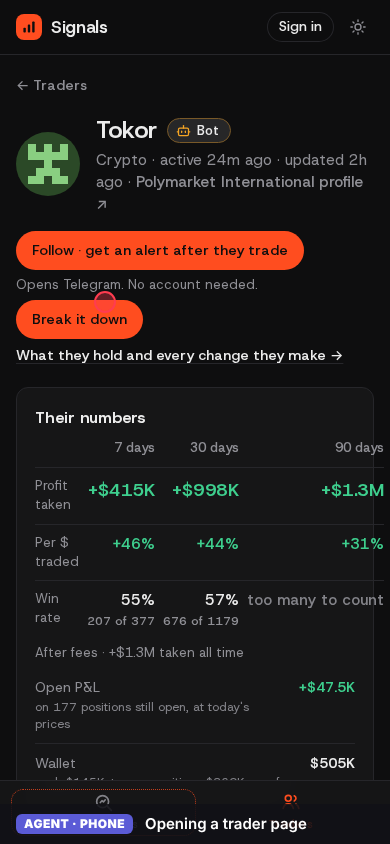 Signals
Sign in
← Traders
Tokor
Bot
Crypto · active 24m ago · updated 2h
ago · Polymarket International profile
↗
Follow · get an alert after they trade
Opens Telegram. No account needed.
Break it down
What they hold and every change they make →
Their numbers
7 days 30 days 90 days
Profit taken +$415K +$998K +$1.3M
Per $ traded +46% +44% +31%
Win rate 55% 57% too many to count
207 of 377 676 of 1179
After fees · +$1.3M taken all time
Open P&L +$47.5K
on 177 positions still open, at today's
prices
Wallet $505K
AGENT · PHONE Opening a trader page